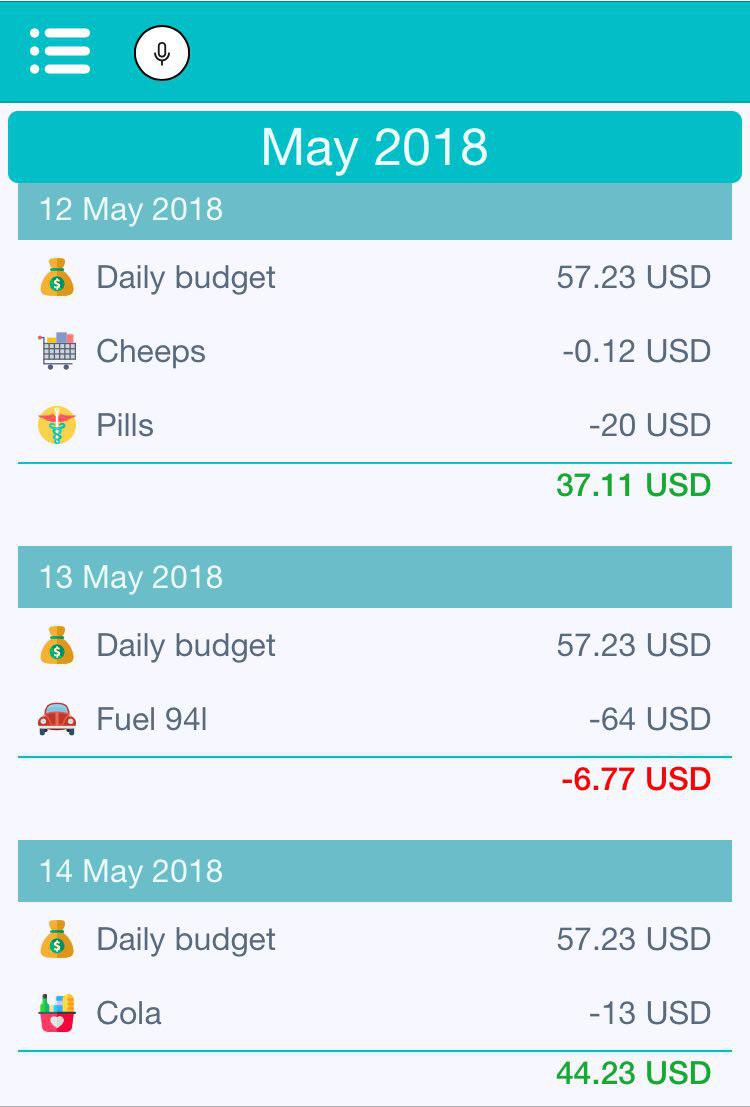 May 2018
12 May 2018
Daily budget 57.23 USD
Cheeps -0.12 USD
Pills -20 USD
37.11 USD
13 May 2018
Daily budget 57.23 USD
Fuel 94l -64 USD
-6.77 USD
14 May 2018
Daily budget 57.23 USD
Cola -13 USD
44.23 USD